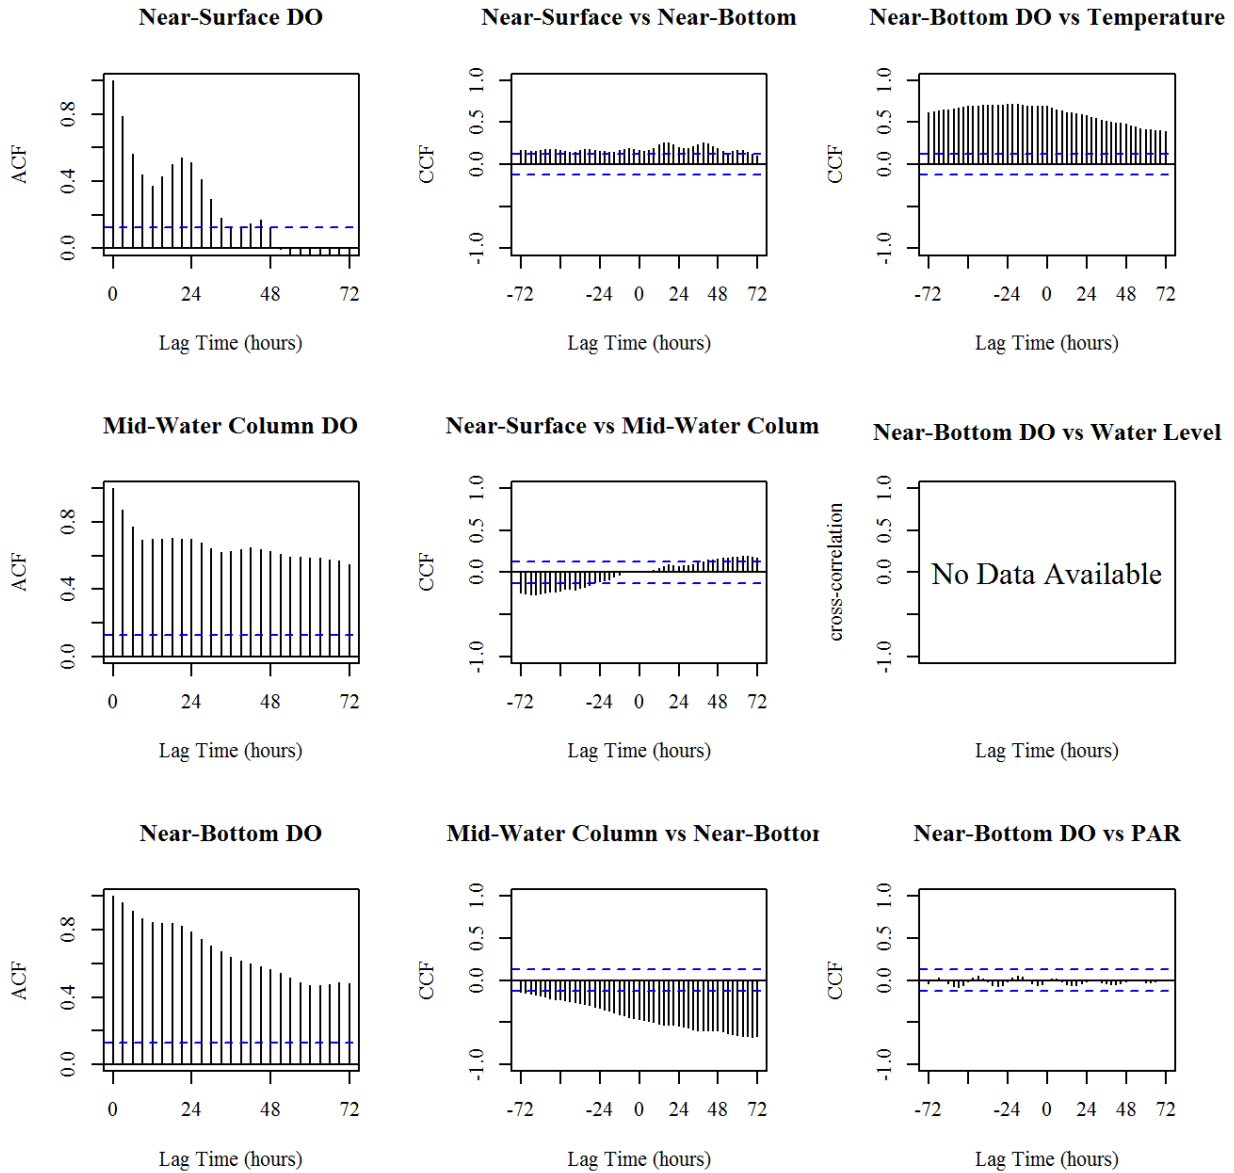 Near-Surface DO
ACF
0.0 0.4 0.8
0 24 48 72
Lag Time (hours)
Near-Surface vs Near-Bottom
CCF
-1.0 0.0 0.5 1.0
-72 -24 0 24 48 72
Lag Time (hours)
Near-Bottom DO vs Temperature
CCF
-1.0 0.0 0.5 1.0
-72 -24 0 24 48 72
Lag Time (hours)
Mid-Water Column DO
ACF
0.0 0.4 0.8
0 24 48 72
Lag Time (hours)
Near-Surface vs Mid-Water Colum
CCF
-1.0 0.0 0.5 1.0
-72 -24 0 24 48 72
Lag Time (hours)
Near-Bottom DO vs Water Level
cross-correlation
-1.0 0.0 0.5 1.0
No Data Available
Lag Time (hours)
Near-Bottom DO
ACF
0.0 0.4 0.8
0 24 48 72
Lag Time (hours)
Mid-Water Column vs Near-Bottor
CCF
-1.0 0.0 0.5 1.0
-72 -24 0 24 48 72
Lag Time (hours)
Near-Bottom DO vs PAR
CCF
-1.0 0.0 0.5 1.0
-72 -24 0 24 48 72
Lag Time (hours)